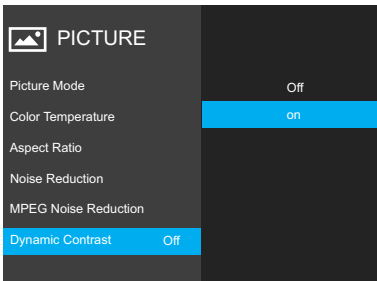 PICTURE
Picture Mode
Off
Color Temperature
on
Aspect Ratio
Noise Reduction
MPEG Noise Reduction
Dynamic Contrast Off